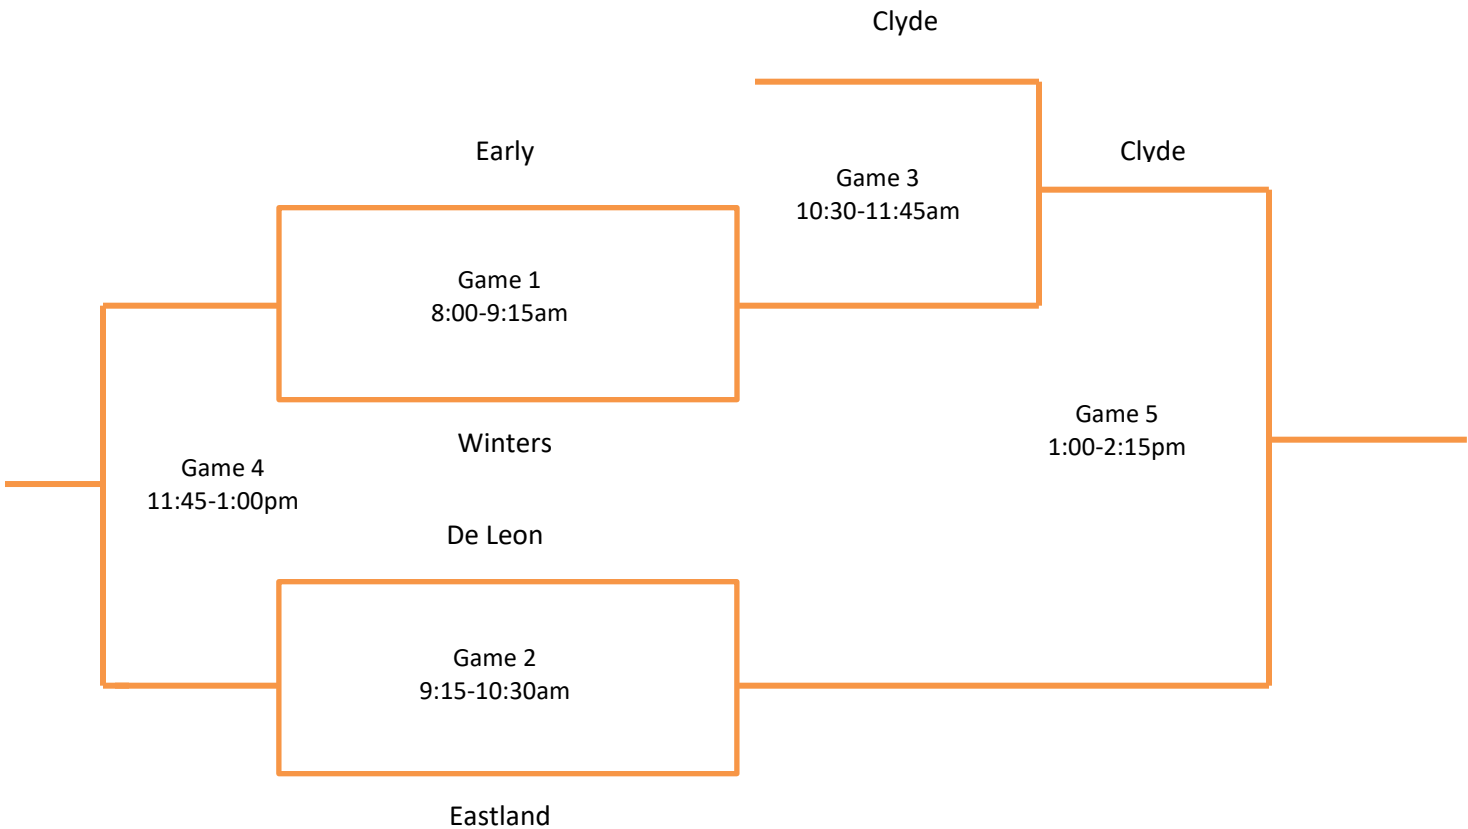 Clyde
Early
Clyde
Game 3
10:30-11:45am
Game 1
8:00-9:15am
Game 5
1:00-2:15pm
Winters
Game 4
11:45-1:00pm
De Leon
Game 2
9:15-10:30am
Eastland